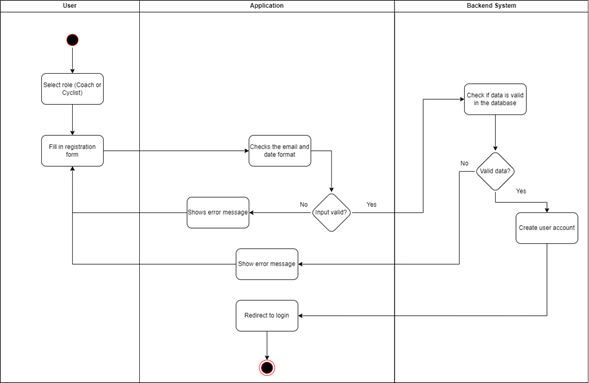 User
Application
Backend System
Select role (Coach or
Cyclist)
Check if data is valid
in the database
Fill in registration
form
Checks the email and
date format
No
Valid data?
Yes
No
Input valid?
Yes
Shows error message
Create user account
Show error message
Redirect to login